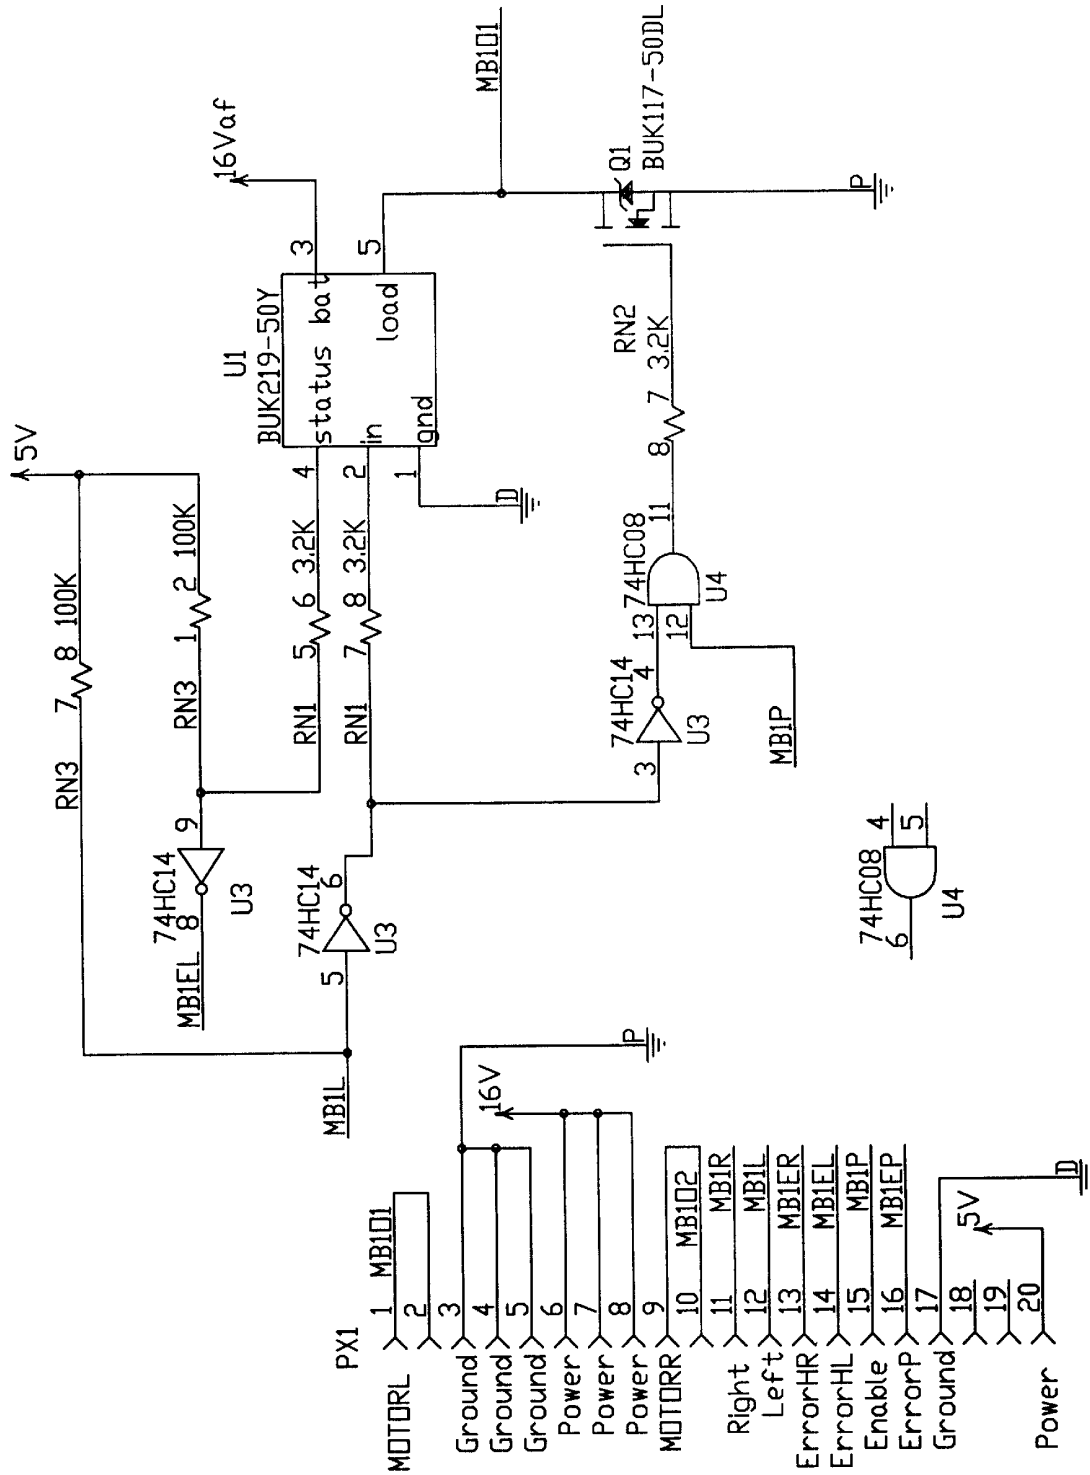 5V
RN3
7
8
100K
RN3
1
2
100K
16Vaf
74HC14
9
8
MB1EL
U3
U1
BUK219-50Y
status
bat
in
load
gnd
3
5
4
2
1
RN1
5
6
3.2K
RN1
7
8
3.2K
D
MB1L
5
74HC14
6
U3
MB1O1
Q1
BUK117-50DL
P
RN2
8
7
3.2K
74HC14
3
4
U3
74HC08
13
12
11
U4
MB1P
74HC08
4
5
6
U4
PX1
MOTORL
1
MB1O1
2
Ground
3
Ground
4
Ground
5
P
Power
6
Power
7
Power
8
16V
MOTORR
9
10
MB1O2
Right
11
MB1R
Left
12
MB1L
ErrorHR
13
MB1ER
ErrorHL
14
MB1EL
Enable
15
MB1P
ErrorP
16
MB1EP
Ground
17
18
19
Power
20
5V
D